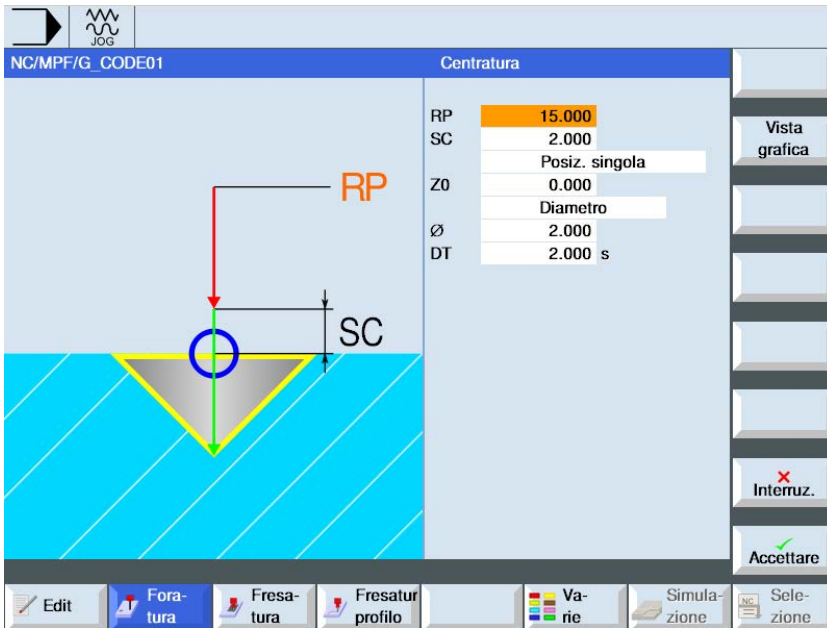 JOG
NC/MPF/G_CODE01
Centratura
RP
SC
RP 15.000
SC 2.000
Posiz. singola
Z0 0.000
Diametro
Ø 2.000
DT 2.000 s
Vista
grafica
Interruz.
Accettare
Edit
Fora-
tura
Fresa-
tura
Fresatur
profilo
Va-
rie
Simula-
zione
NC
Sele-
zione